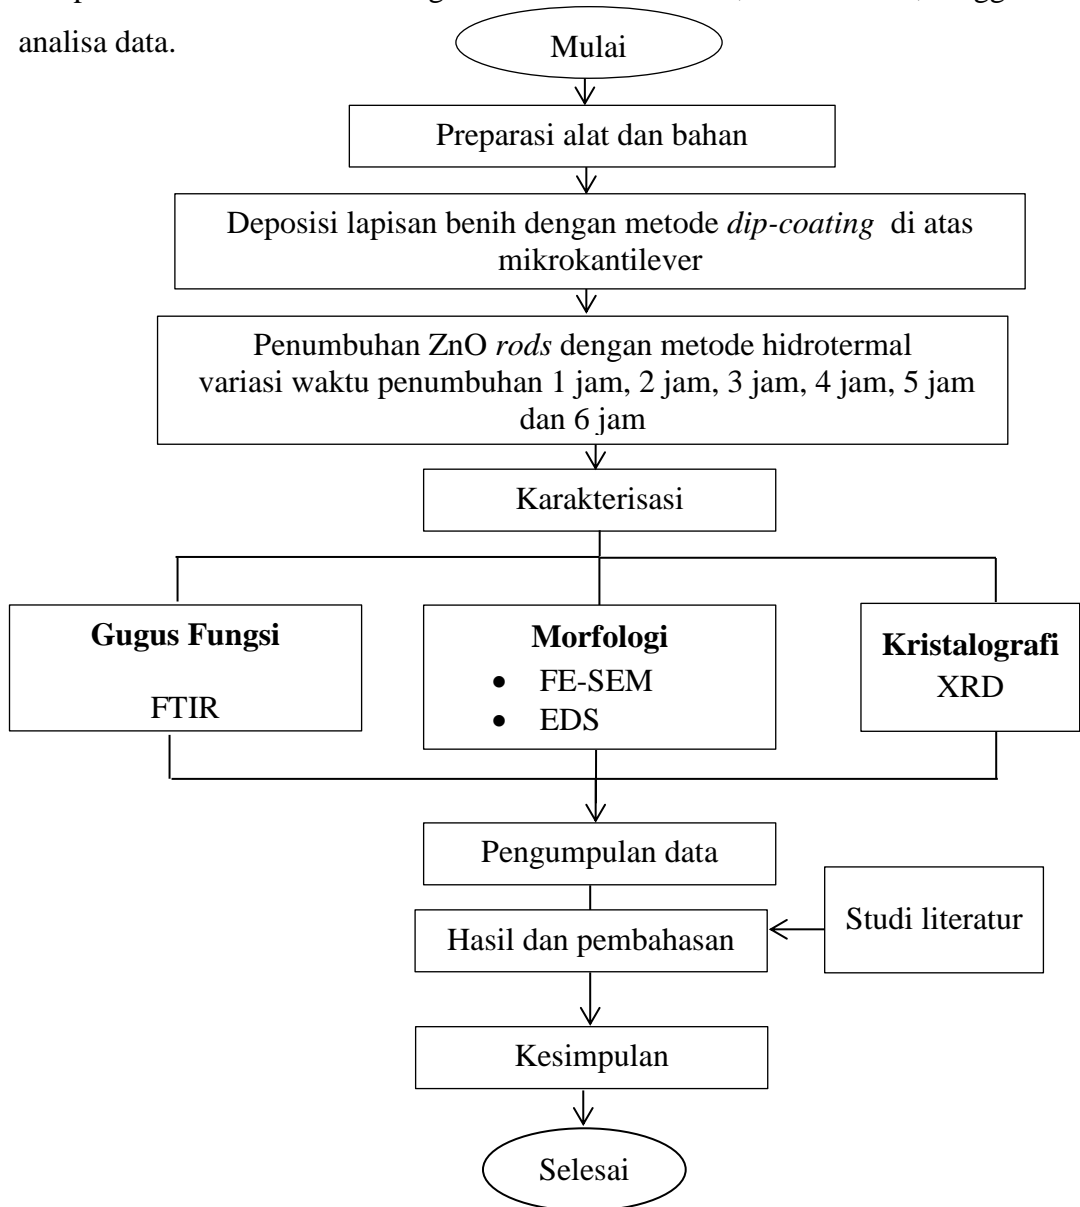 analisa data.
Mulai
Preparasi alat dan bahan
Deposisi lapisan benih dengan metode dip-coating di atas
mikrokantilever
Penumbuhan ZnO rods dengan metode hidrotermal
variasi waktu penumbuhan 1 jam, 2 jam, 3 jam, 4 jam, 5 jam
dan 6 jam
Karakterisasi
Gugus Fungsi
FTIR
Morfologi
• FE-SEM
• EDS
Kristalografi
XRD
Pengumpulan data
Studi literatur
Hasil dan pembahasan
Kesimpulan
Selesai